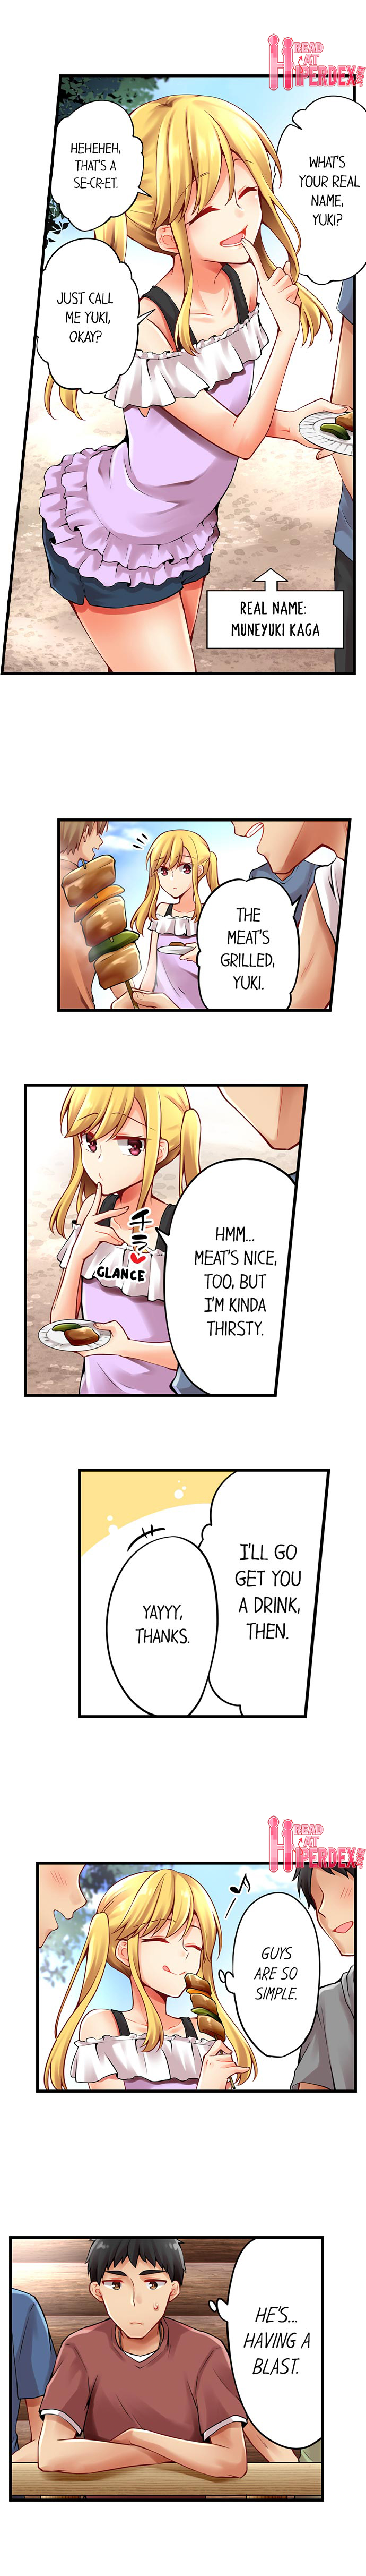 READ
AT
HIPERDEX
WHAT'S
YOUR REAL
NAME,
YUKI?
HEHEHEH,
THAT'S A
SE-CR-ET.
JUST CALL
ME YUKI,
OKAY?
REAL NAME:
MUNEYUKI KAGA
THE
MEAT'S
GRILLED,
YUKI.
HMM...
MEAT'S NICE,
TOO, BUT
I'M KINDA
THIRSTY.
チラ
GLANCE
I'LL GO
GET YOU
A DRINK,
THEN.
YAYYY,
THANKS.
READ
AT
HIPERDEX
GUYS
ARE SO
SIMPLE.
HE'S...
HAVING A
BLAST.